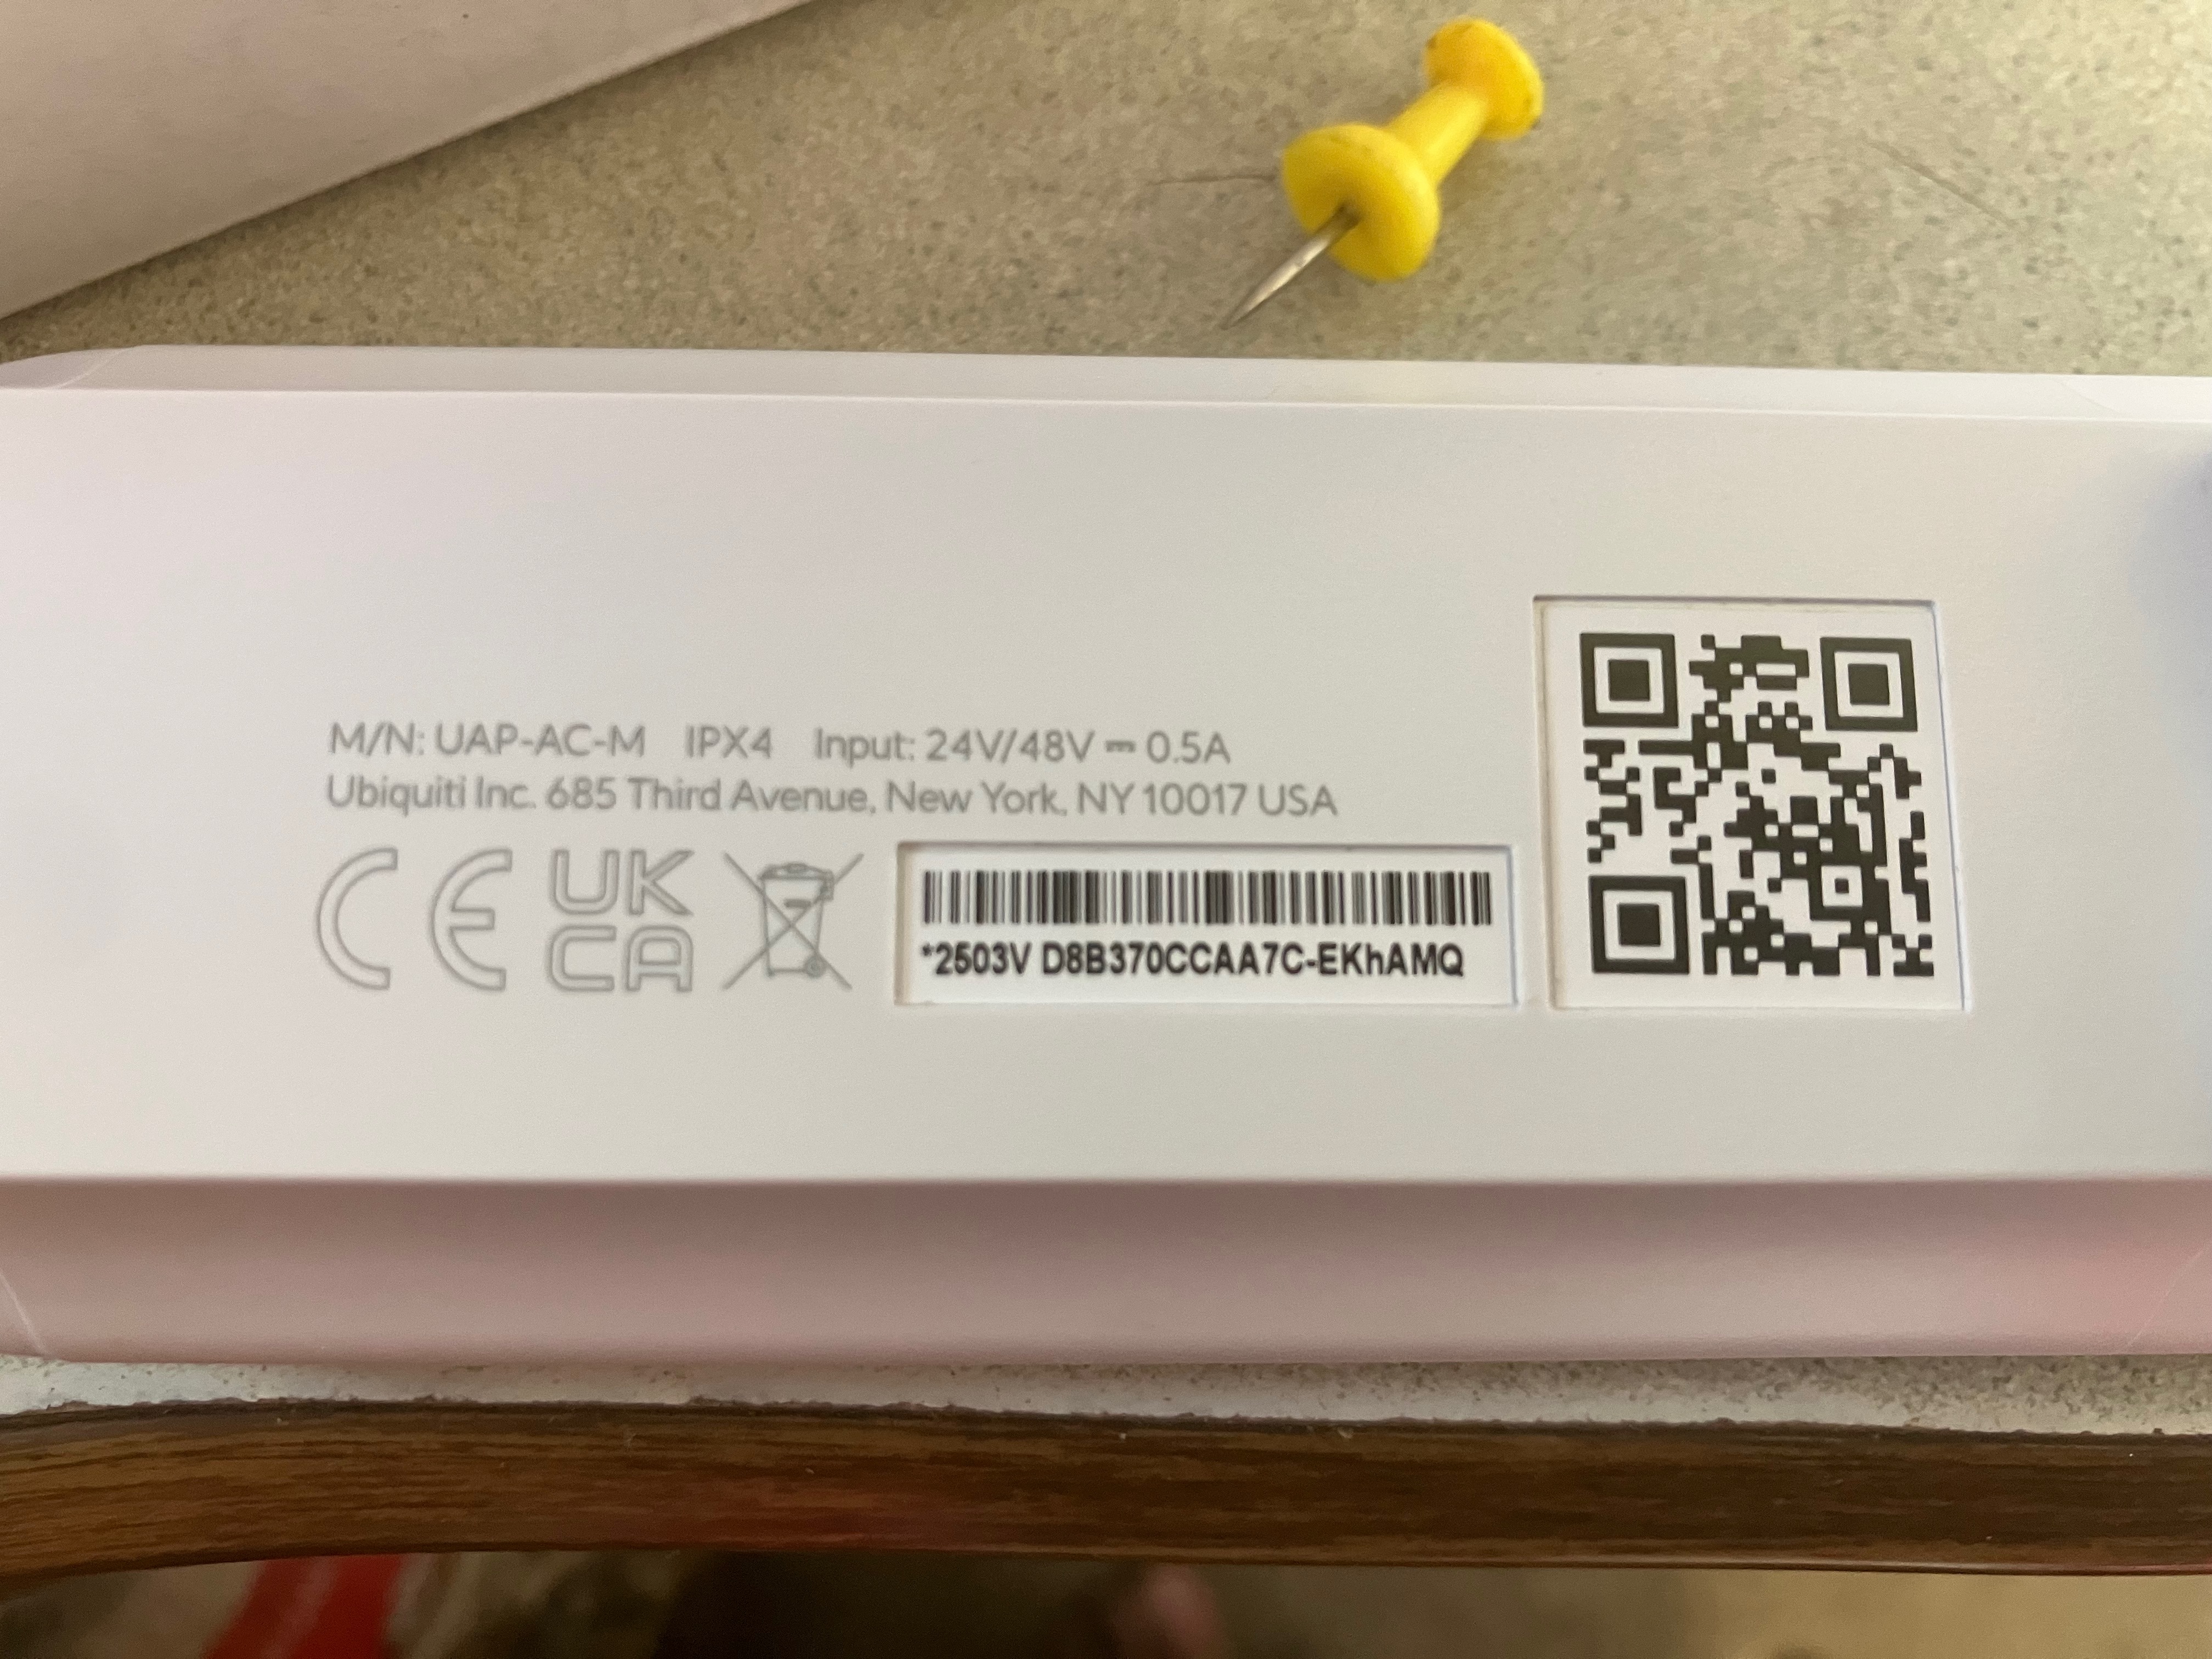 M/N: UAP-AC-M IPX4 Input: 24V/48V ⎓ 0.5A
Ubiquiti Inc. 685 Third Avenue, New York, NY 10017 USA
CE UK
CA
*2503V D8B370CCAA7C-EKhAMQ